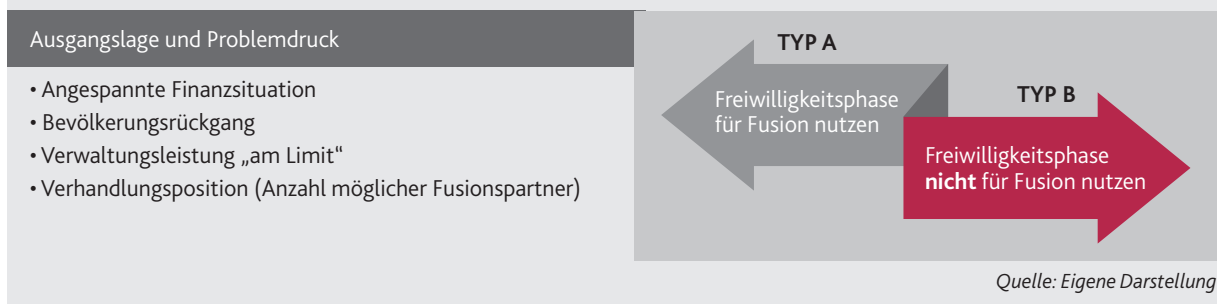 Ausgangslage und Problemdruck
• Angespannte Finanzsituation
• Bevölkerungsrückgang
• Verwaltungsleistung „am Limit“
• Verhandlungsposition (Anzahl möglicher Fusionspartner)
TYP A
Freiwilligkeitsphase
für Fusion nutzen
TYP B
Freiwilligkeitsphase
nicht für Fusion nutzen
Quelle: Eigene Darstellung